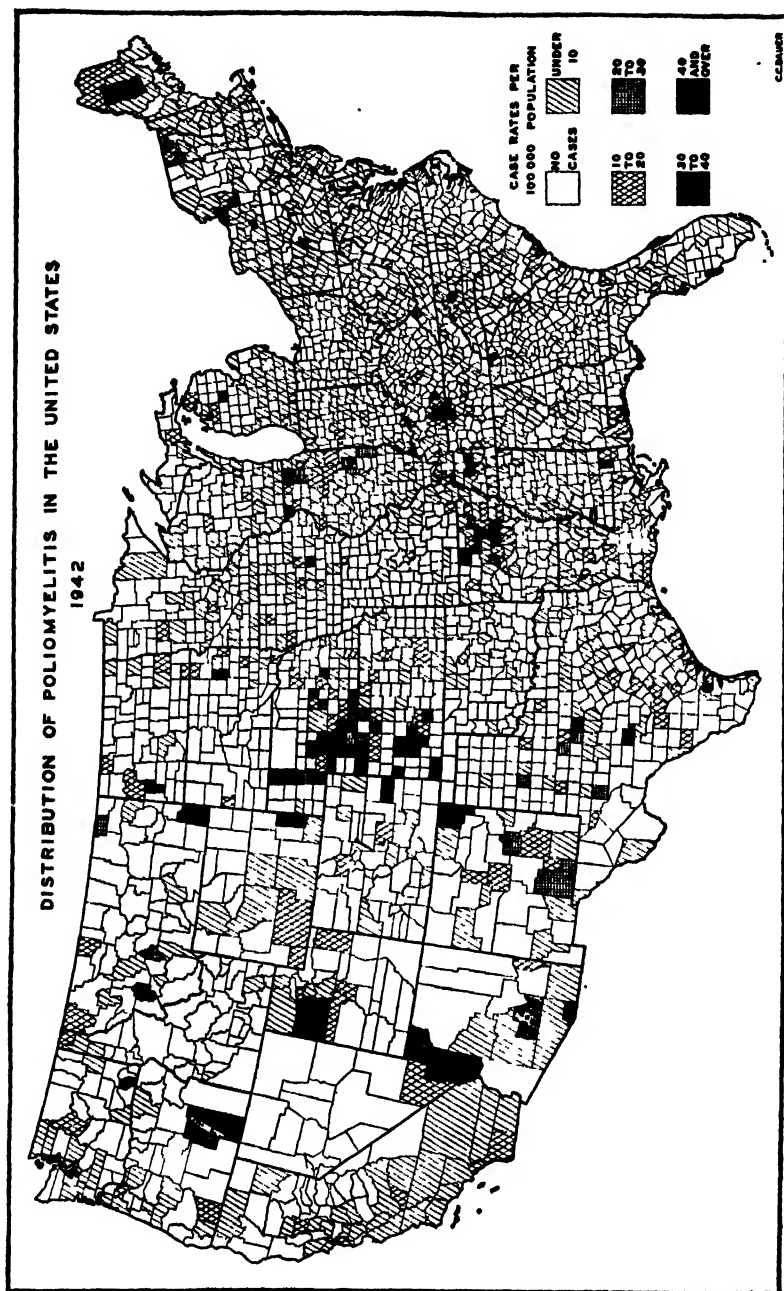 DISTRIBUTION OF POLIOMYELITIS IN THE UNITED STATES
1942
CASE RATES PER
100 000 POPULATION
NO
CASES
UNDER
10
10
TO
20
20
TO
30
30
TO
40
40
AND
OVER
C.C.DAUER